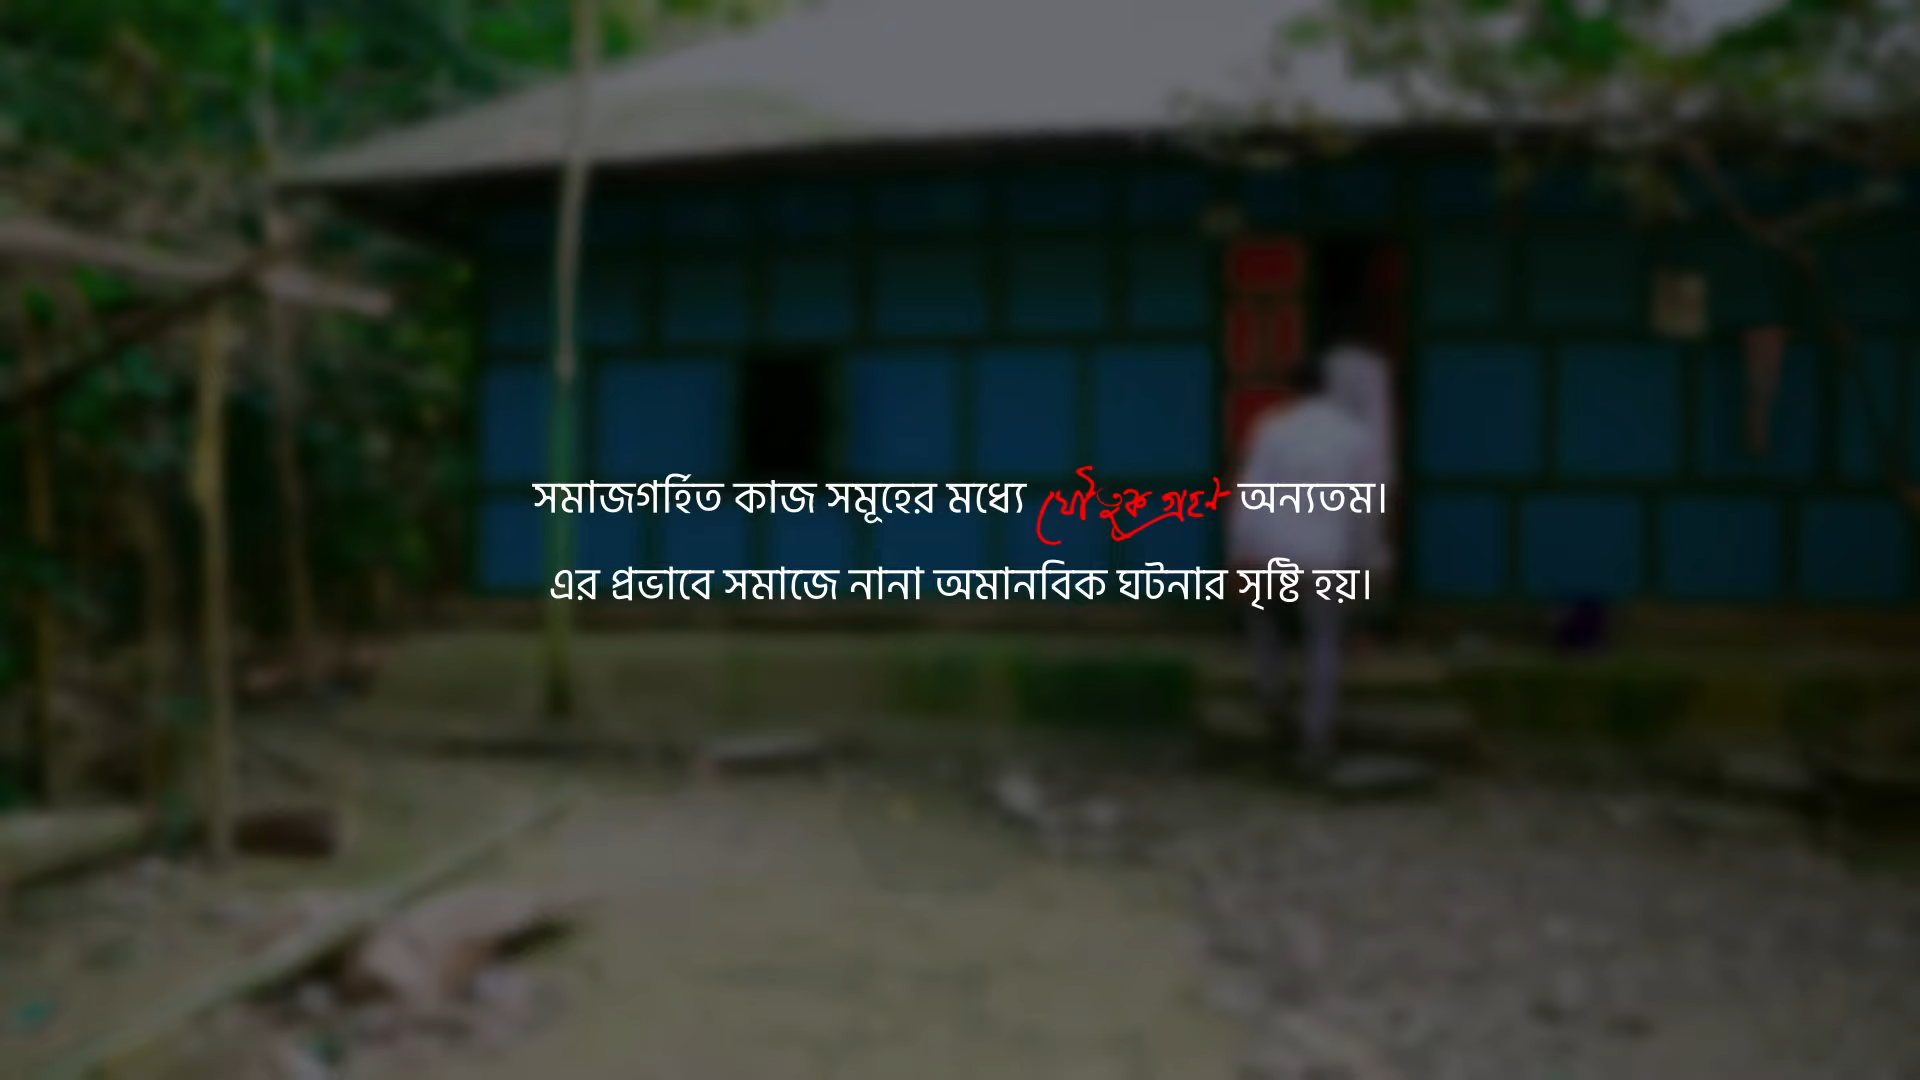 সমাজগর্হিত কাজ সমূহের মধ্যে যৌতুক গ্রহণ অন্যতম।
এর প্রভাবে সমাজে নানা অমানবিক ঘটনার সৃষ্টি হয়।